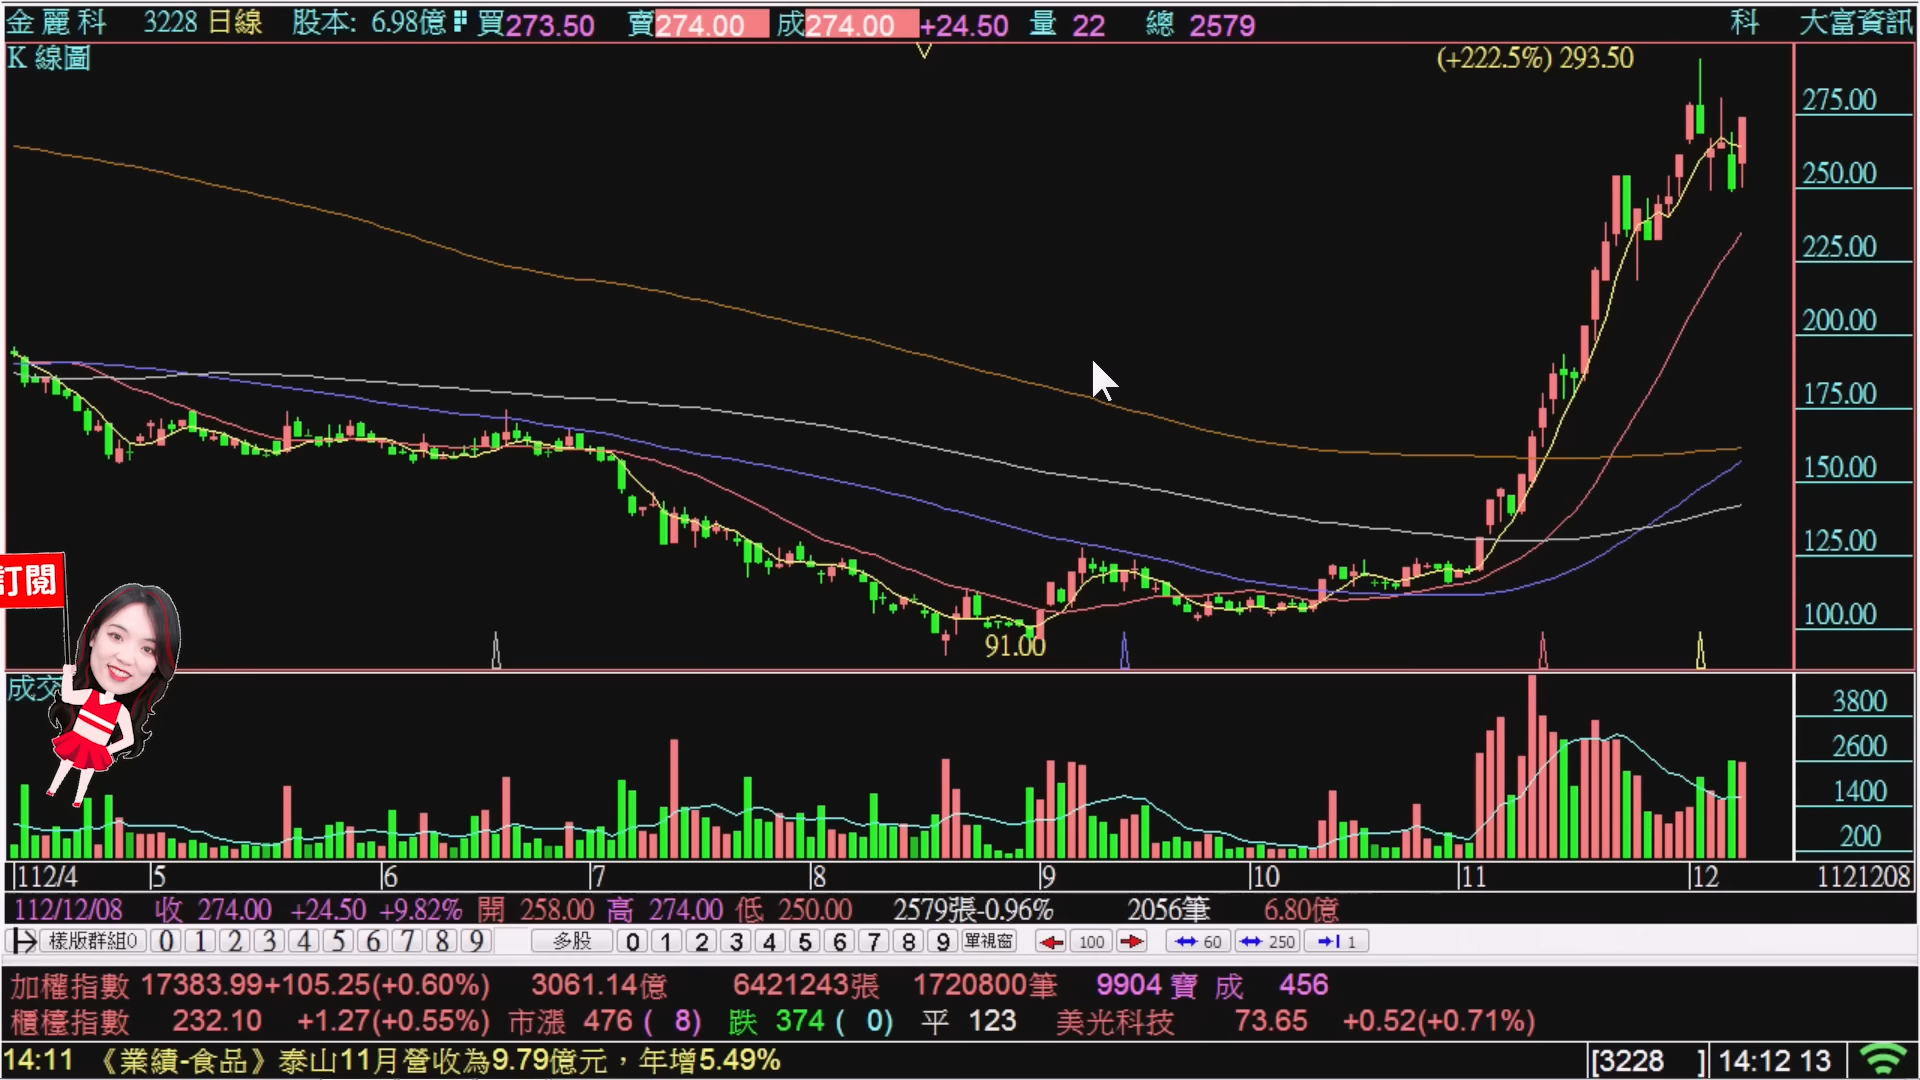 金麗科 3228 日線 股本: 6.98億 買273.50 賣274.00 成274.00 +24.50 量 22 總 2579 科 大富資訊
K 線圖
(+222.5%) 293.50
275.00
250.00
225.00
200.00
175.00
150.00
125.00
100.00
91.00
訂閱
成交
3800
2600
1400
200
112/4 5 6 7 8 9 10 11 12 1121208
112/12/08 收 274.00 +24.50 +9.82% 開 258.00 高 274.00 低 250.00 2579張-0.96% 2056筆 6.80億
樣版群組0 0 1 2 3 4 5 6 7 8 9 多股 0 1 2 3 4 5 6 7 8 9 單視窗 100 60 250 1
加權指數 17383.99+105.25(+0.60%) 3061.14億 6421243張 1720800筆 9904 寶 成 456
櫃檯指數 232.10 +1.27(+0.55%) 市漲 476 ( 8) 跌 374 ( 0) 平 123 美光科技 73.65 +0.52(+0.71%)
14:11 《業績-食品》泰山11月營收為9.79億元，年增5.49% [3228 ] 14:12 13